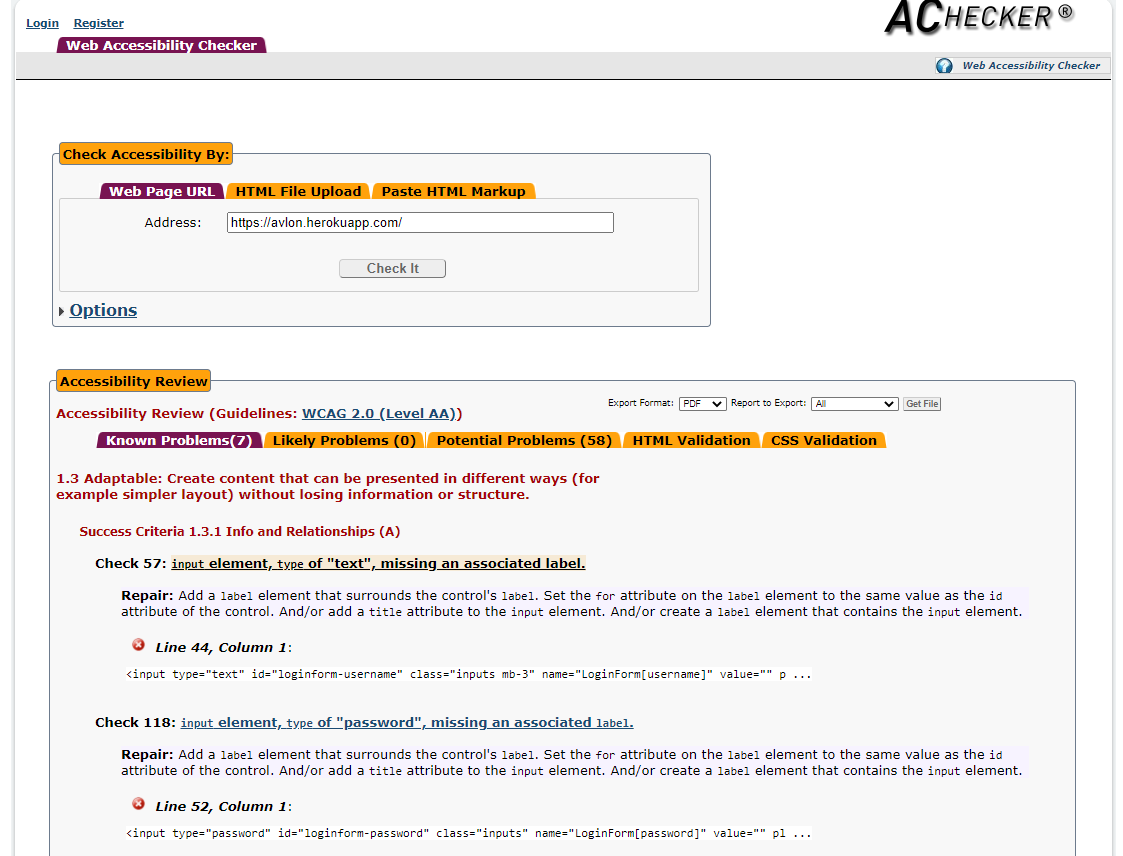 Login Register
ACHECKER®
Web Accessibility Checker
Web Accessibility Checker
Check Accessibility By:
Web Page URL HTML File Upload Paste HTML Markup
Address: https://avlon.herokuapp.com/
Check It
Options
Accessibility Review
Export Format: PDF Report to Export: All Get File
Accessibility Review (Guidelines: WCAG 2.0 (Level AA))
Known Problems(7) Likely Problems (0) Potential Problems (58) HTML Validation CSS Validation
1.3 Adaptable: Create content that can be presented in different ways (for
example simpler layout) without losing information or structure.
Success Criteria 1.3.1 Info and Relationships (A)
Check 57: input element, type of "text", missing an associated label.
Repair: Add a label element that surrounds the control's label. Set the for attribute on the label element to the same value as the id
attribute of the control. And/or add a title attribute to the input element. And/or create a label element that contains the input element.
Line 44, Column 1:
<input type="text" id="loginform-username" class="inputs mb-3" name="LoginForm[username]" value="" p ...
Check 118: input element, type of "password", missing an associated label.
Repair: Add a label element that surrounds the control's label. Set the for attribute on the label element to the same value as the id
attribute of the control. And/or add a title attribute to the input element. And/or create a label element that contains the input element.
Line 52, Column 1:
<input type="password" id="loginform-password" class="inputs" name="LoginForm[password]" value="" pl ...